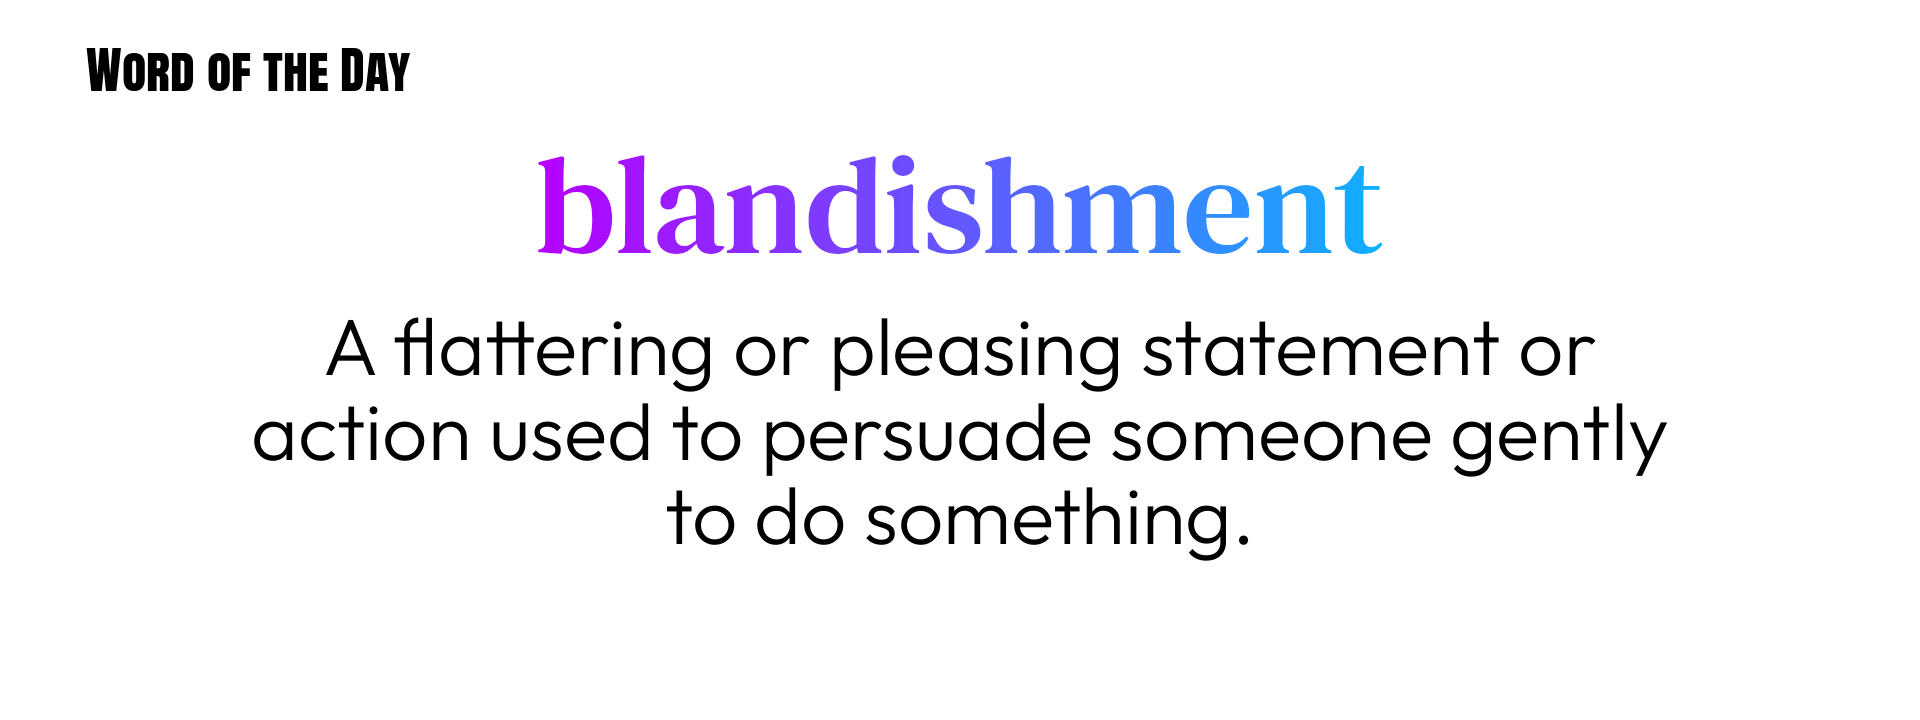 Word of the Day
blandishment
A flattering or pleasing statement or
action used to persuade someone gently
to do something.